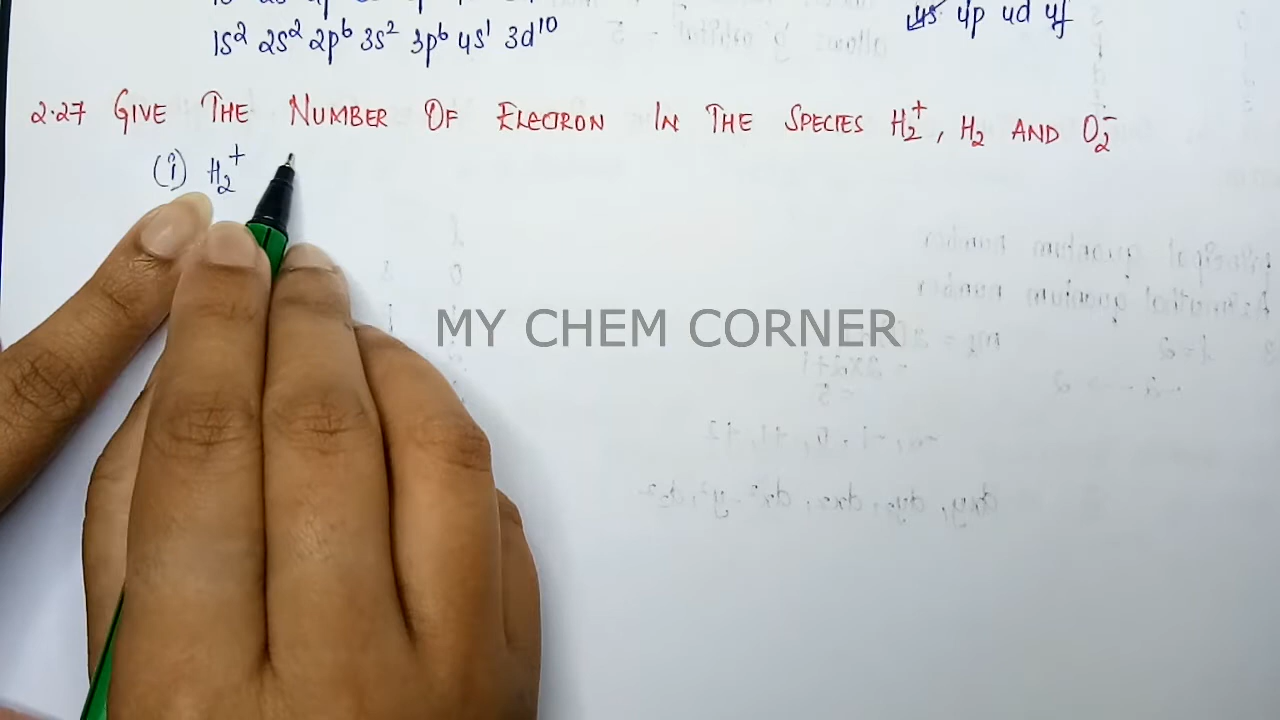 1s² 2s² 2p⁶ 3s² 3p⁶ 4s¹ 3d¹⁰
4s 4p 4d 4f
2.27 GIVE THE NUMBER OF ELECTRON IN THE SPECIES H₂⁺, H₂ AND O₂⁻
(i) H₂⁺
MY CHEM CORNER